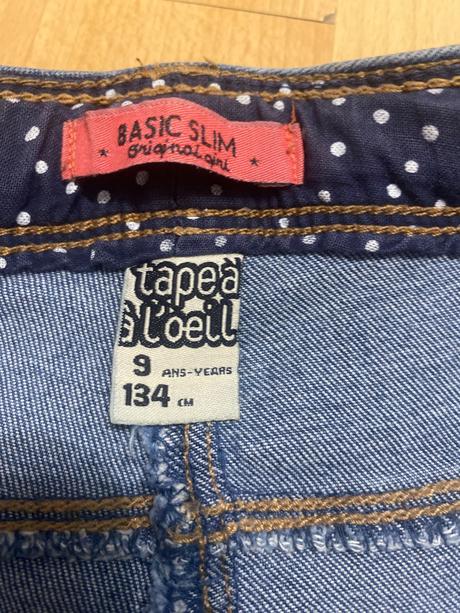 BASIC SLIM
original girl
tape à
à l'oeil
9 ANS-YEARS
134 CM